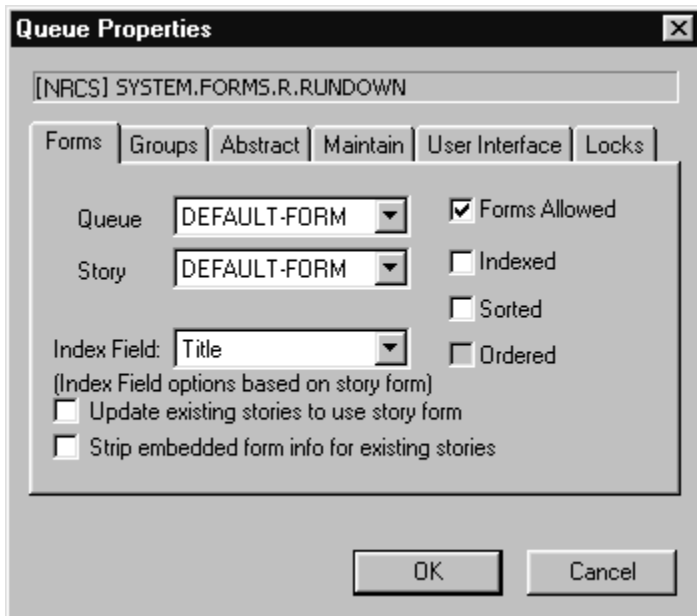 Queue Properties
[NRCS] SYSTEM.FORMS.R.RUNDOWN
Forms Groups Abstract Maintain User Interface Locks
Queue DEFAULT-FORM Forms Allowed
Story DEFAULT-FORM Indexed
Sorted
Index Field: Title Ordered
(Index Field options based on story form)
Update existing stories to use story form
Strip embedded form info for existing stories
OK Cancel